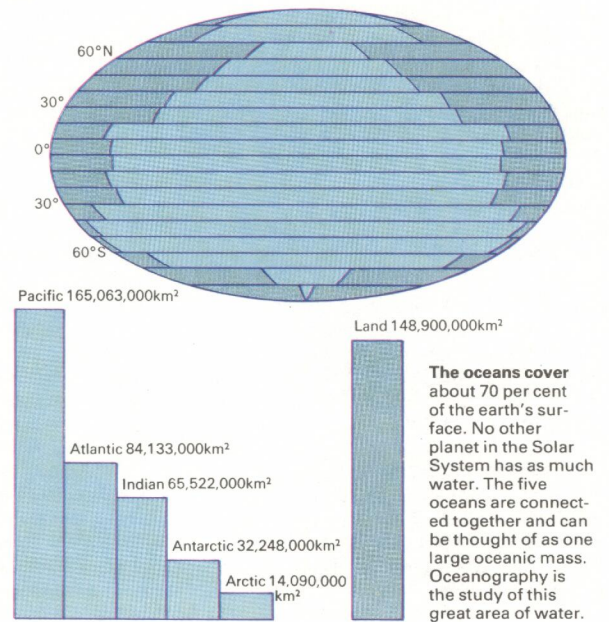 60°N
30°
0°
30°
60°S
Pacific 165,063,000km²
Land 148,900,000km²
Atlantic 84,133,000km²
Indian 65,522,000km²
Antarctic 32,248,000km²
Arctic 14,090,000
km²
The oceans cover
about 70 per cent
of the earth's sur-
face. No other
planet in the Solar
System has as much
water. The five
oceans are connect-
ed together and can
be thought of as one
large oceanic mass.
Oceanography is
the study of this
great area of water.